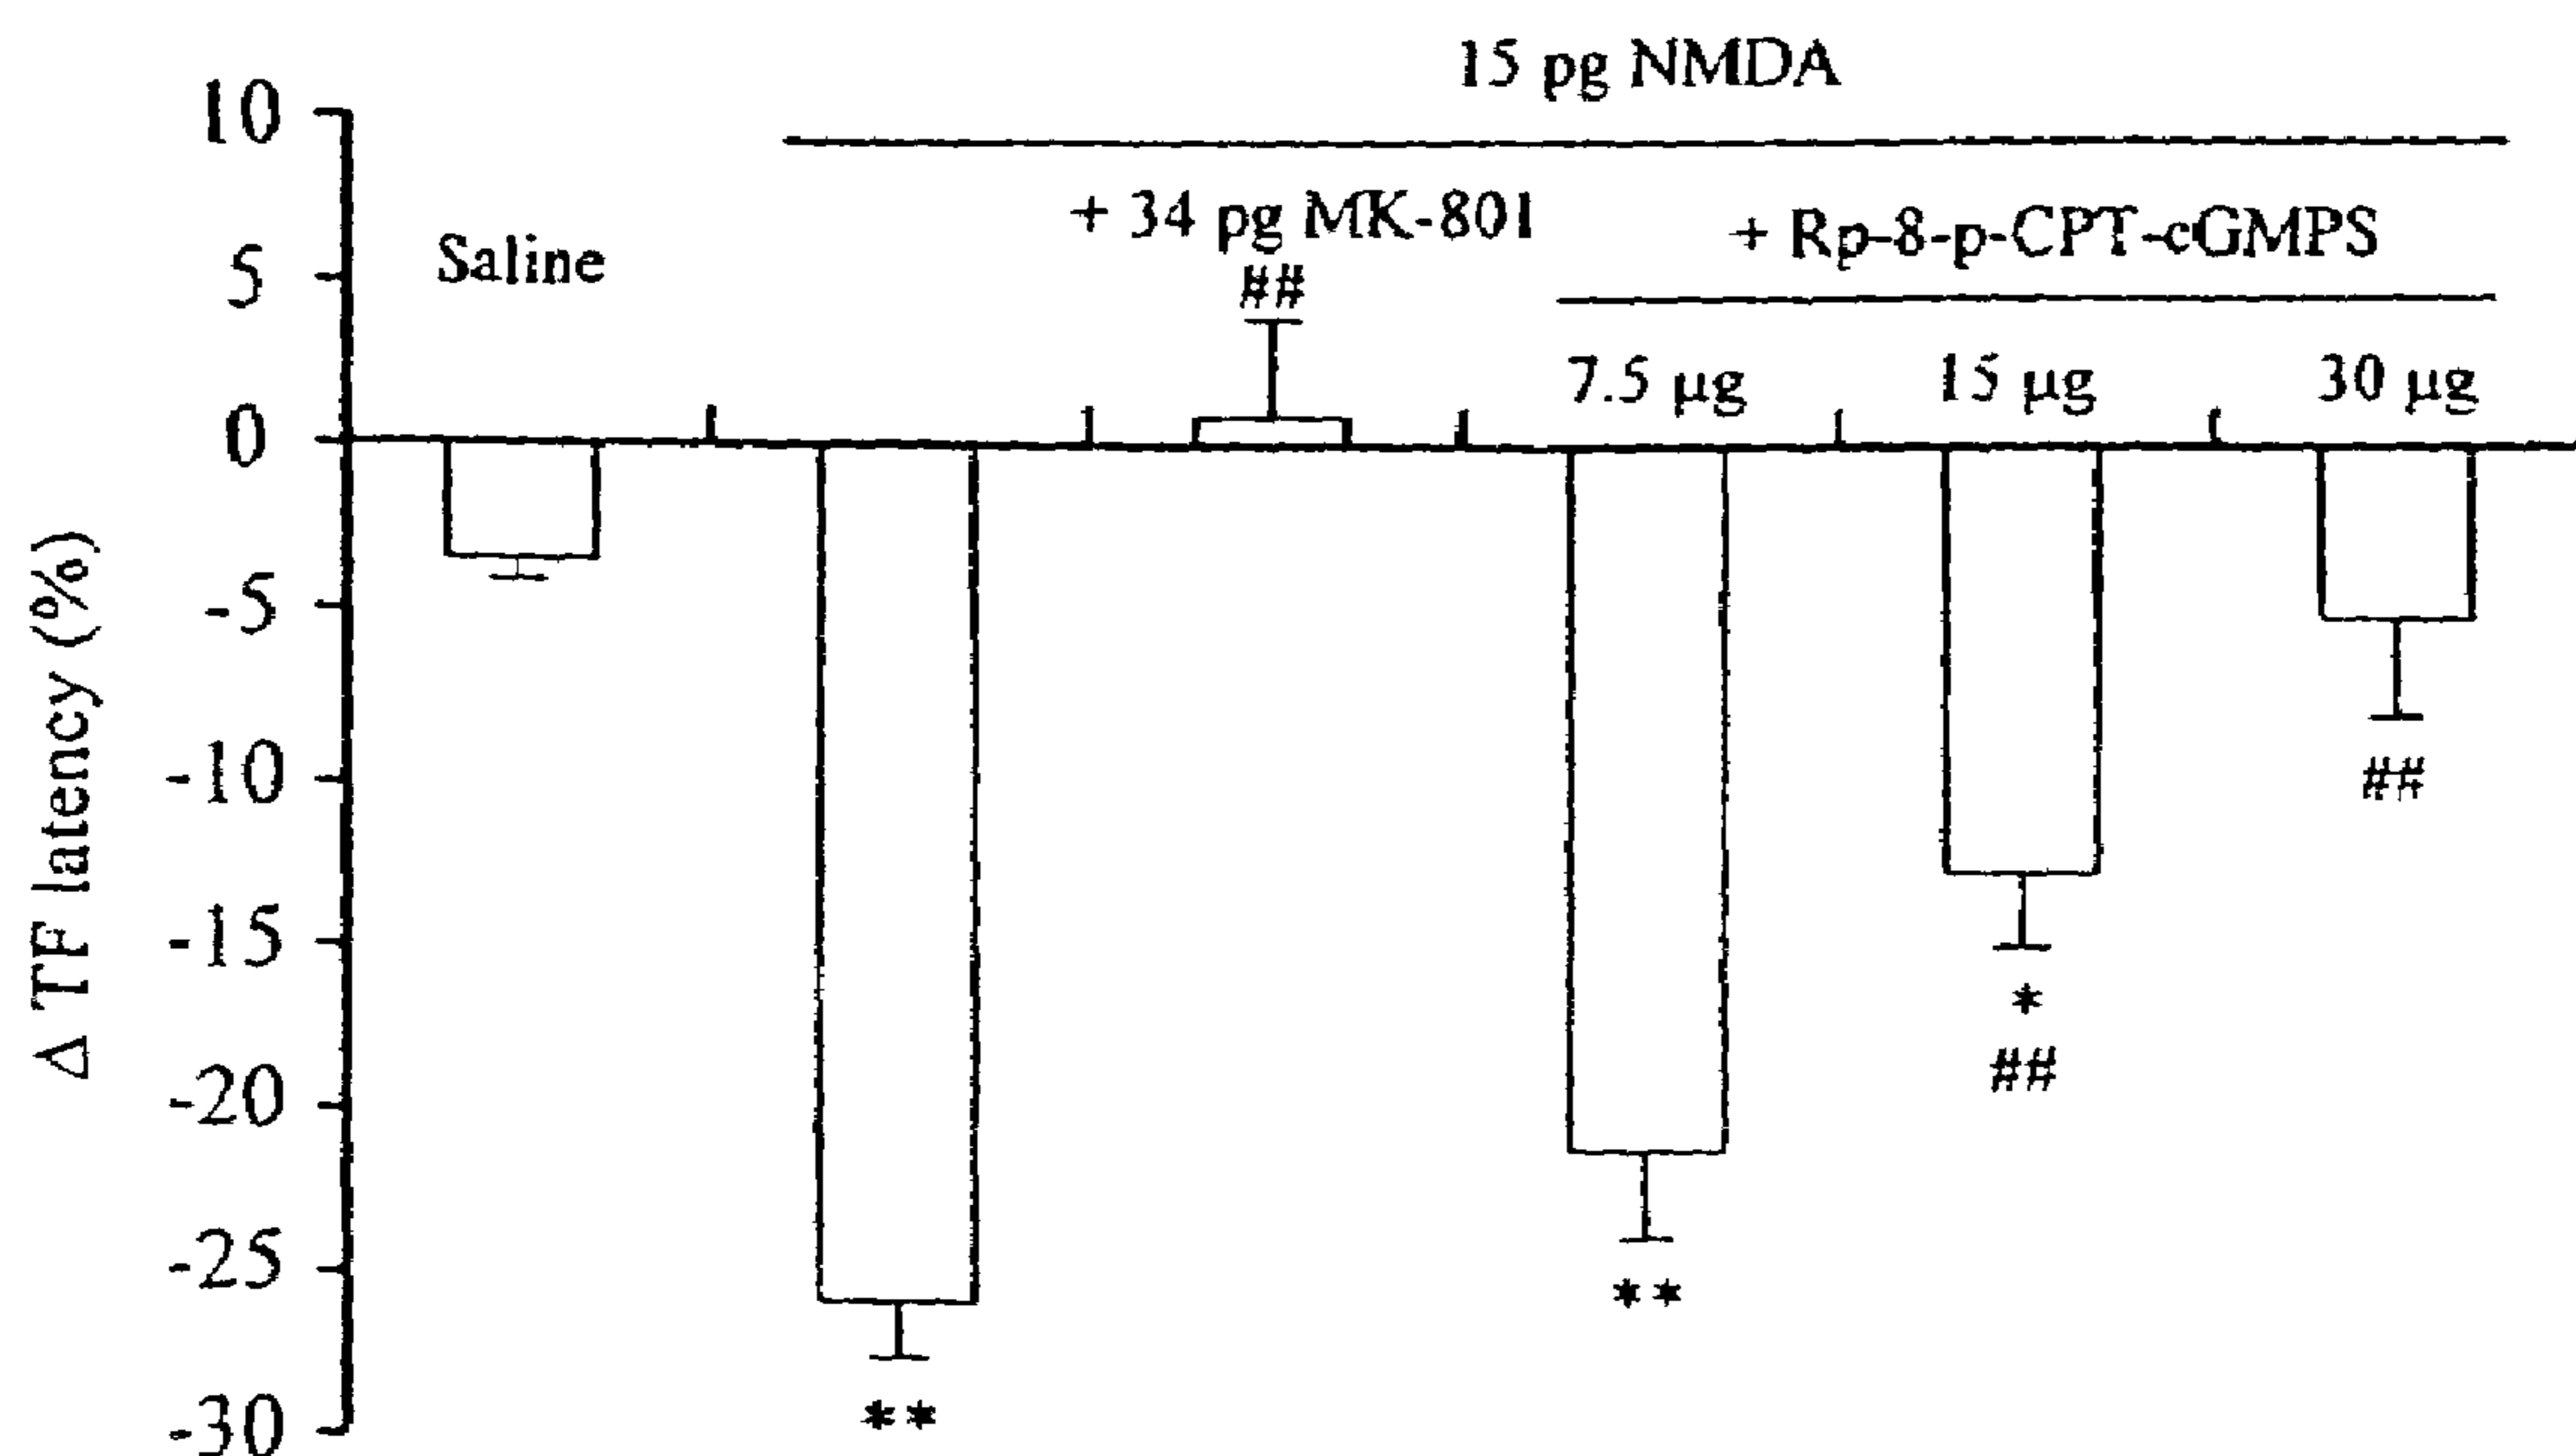 15 pg NMDA
+ 34 pg MK-801
+ Rp-8-p-CPT-cGMPS
Saline
##
7.5 µg
15 µg
30 µg
10
5
0
-5
-10
-15
-20
-25
-30
Δ TF latency (%)
**
**
*
##
##